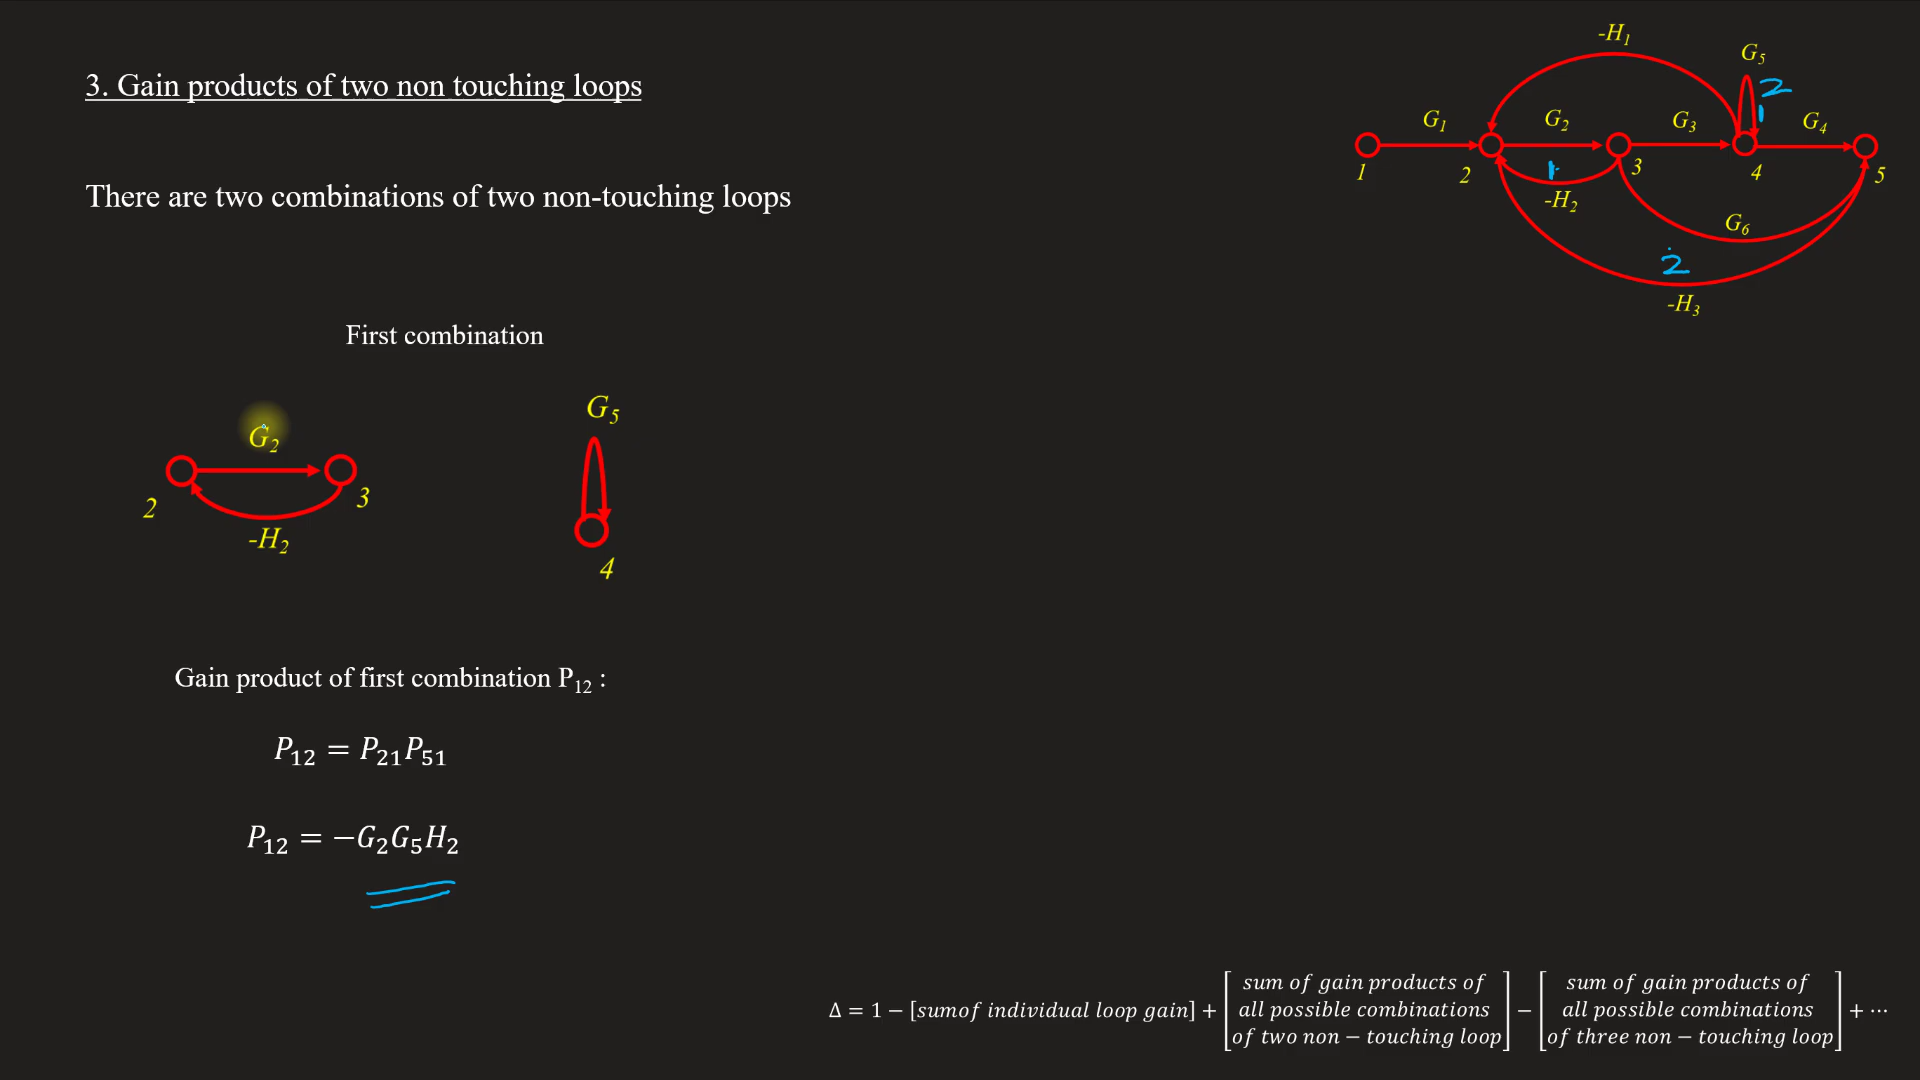 3. Gain products of two non touching loops
There are two combinations of two non-touching loops
-H₁
G₅
2
1
G₁ G₂ G₃ G₄
1 2 3 4 5
1
-H₂
G₆
2
-H₃
First combination
G₂
2 3
-H₂
G₅
4
Gain product of first combination P₁₂ :
P₁₂ = P₂₁P₅₁
P₁₂ = −G₂G₅H₂
Δ = 1 − [sumof individual loop gain] + [sum of gain products of all possible combinations of two non − touching loop] − [sum of gain products of all possible combinations of three non − touching loop] + ⋯